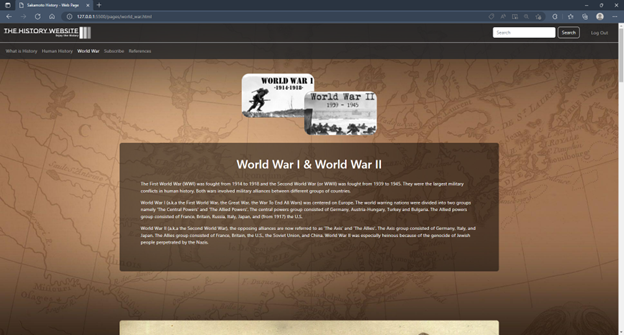 Sakamoto History - Web Page
127.0.0.1:5500/pages/world_war.html
THE.HISTORY.WEBSITE
Search
Search
Log Out
What is History Human History World War Subscribe References
WORLD WAR 1
-1914-1918-
World War II
1939 - 1945
World War I & World War II
The First World War (WWI) was fought from 1914 to 1918 and the Second World War (or WWII) was fought from 1939 to 1945. They were the largest military
conflicts in human history. Both wars involved military alliances between different groups of countries.
World War I (a.k.a the First World War, the Great War, the War To End All Wars) was centered on Europe. The world warring nations were divided into two groups
namely 'The Central Powers' and 'The Allied Powers'. The central powers group consisted of Germany, Austria-Hungary, Turkey and Bulgaria. The Allied powers
group consisted of France, Britain, Russia, Italy, Japan, and (from 1917) the U.S.
World War II (a.k.a the Second World War), the opposing alliances are now referred to as 'The Axis' and 'The Allies'. The Axis group consisted of Germany, Italy, and
Japan. The Allies group consisted of France, Britain, the U.S., the Soviet Union, and China. World War II was especially heinous because of the genocide of Jewish
people perpetrated by the Nazis.